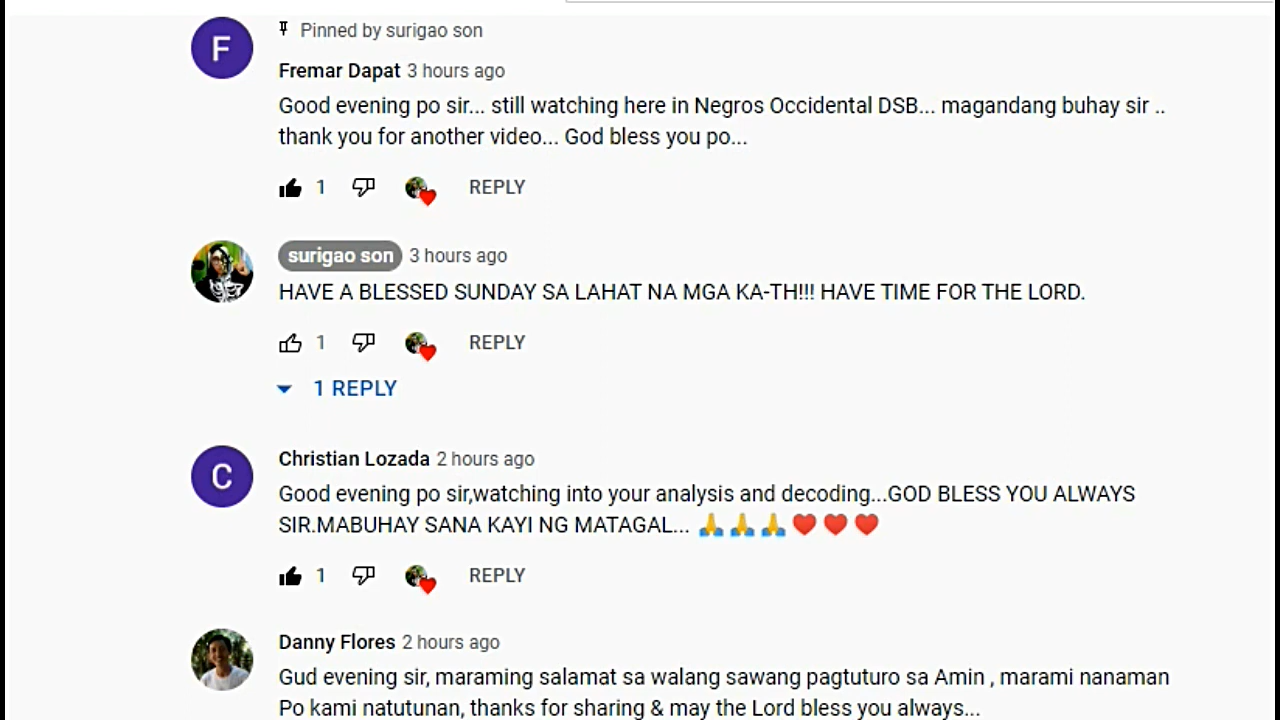 Pinned by surigao son
F
Fremar Dapat 3 hours ago
Good evening po sir... still watching here in Negros Occidental DSB... magandang buhay sir ..
thank you for another video... God bless you po...
1 REPLY
surigao son 3 hours ago
HAVE A BLESSED SUNDAY SA LAHAT NA MGA KA-TH!!! HAVE TIME FOR THE LORD.
1 REPLY
1 REPLY
C
Christian Lozada 2 hours ago
Good evening po sir,watching into your analysis and decoding...GOD BLESS YOU ALWAYS
SIR.MABUHAY SANA KAYI NG MATAGAL... 🙏🙏🙏❤️❤️❤️
1 REPLY
Danny Flores 2 hours ago
Gud evening sir, maraming salamat sa walang sawang pagtuturo sa Amin , marami nanaman
Po kami natutunan, thanks for sharing & may the Lord bless you always...